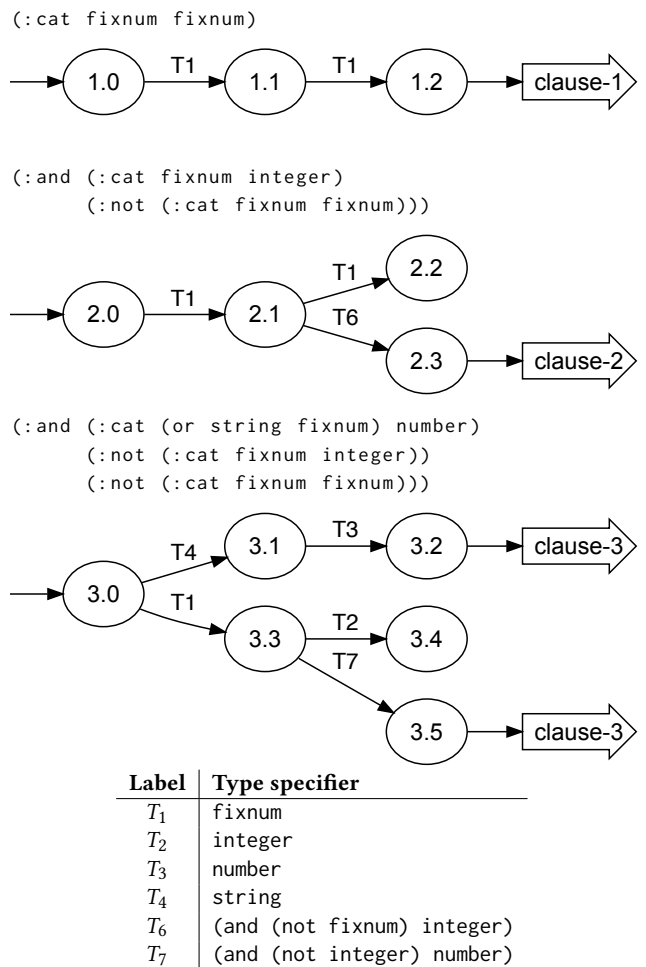 (:cat fixnum fixnum)
1.0 T1 1.1 T1 1.2 clause-1
(:and (:cat fixnum integer)
(:not (:cat fixnum fixnum)))
2.0 T1 2.1 T1 2.2
T6 2.3 clause-2
(:and (:cat (or string fixnum) number)
(:not (:cat fixnum integer))
(:not (:cat fixnum fixnum)))
3.0 T4 3.1 T3 3.2 clause-3
T1 3.3 T2 3.4
T7 3.5 clause-3
Label Type specifier
T1 fixnum
T2 integer
T3 number
T4 string
T6 (and (not fixnum) integer)
T7 (and (not integer) number)